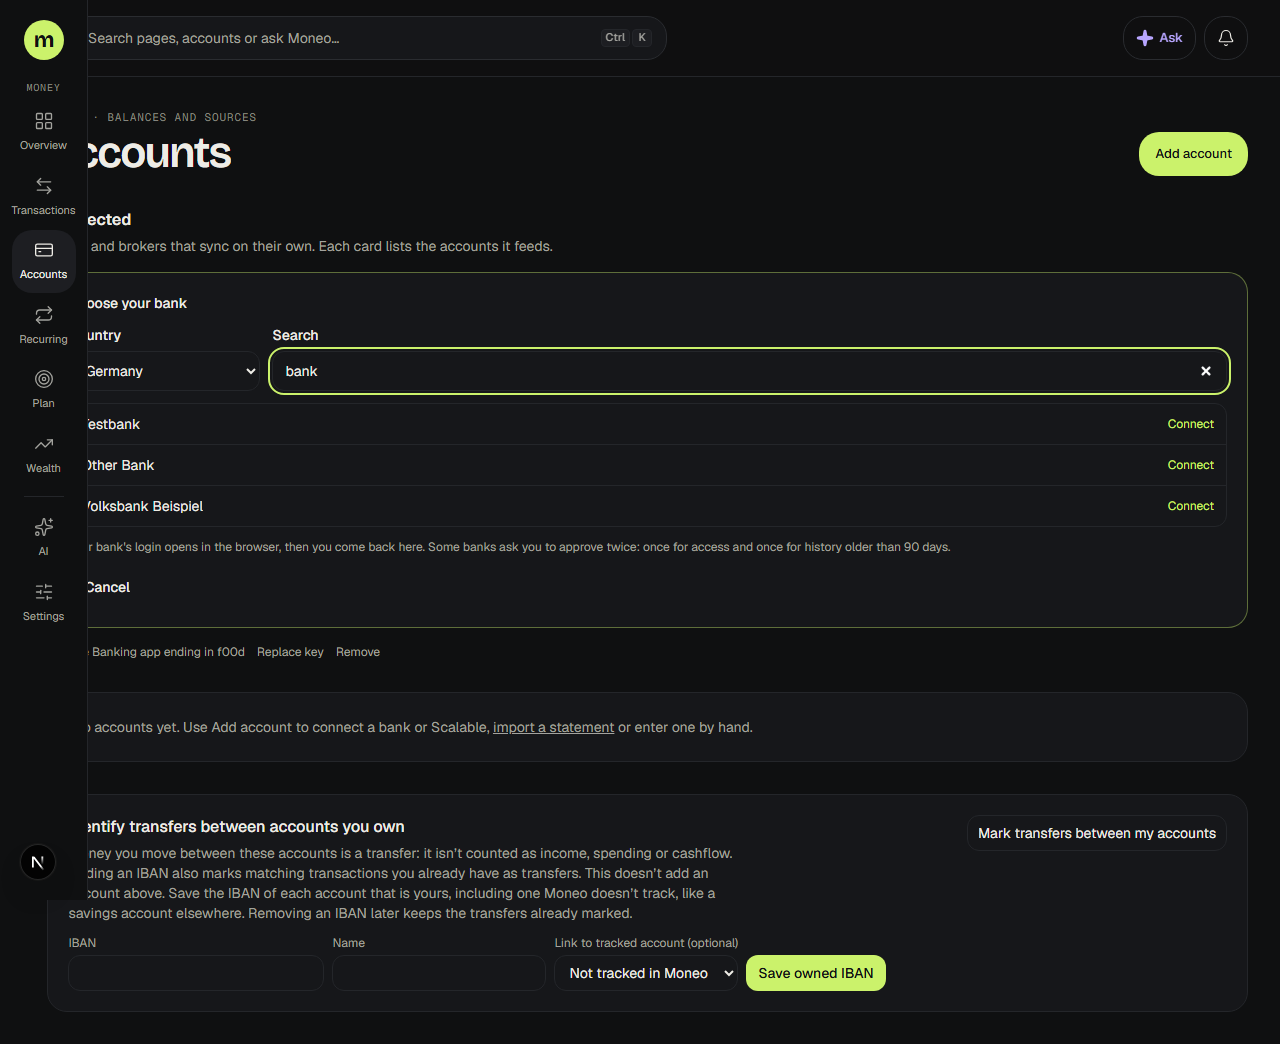 m
Search pages, accounts or ask Moneo...
Ctrl K
Ask
MONEY
Overview
Transactions
Accounts
Recurring
Plan
Wealth
AI
Settings
N
· BALANCES AND SOURCES
ccounts
Add account
ected
and brokers that sync on their own. Each card lists the accounts it feeds.
oose your bank
untry
Search
Germany
bank
estbank
Connect
Other Bank
Connect
Volksbank Beispiel
Connect
r bank's login opens in the browser, then you come back here. Some banks ask you to approve twice: once for access and once for history older than 90 days.
Cancel
Banking app ending in f00d Replace key Remove
accounts yet. Use Add account to connect a bank or Scalable, import a statement or enter one by hand.
entify transfers between accounts you own
Mark transfers between my accounts
ney you move between these accounts is a transfer: it isn't counted as income, spending or cashflow.
ding an IBAN also marks matching transactions you already have as transfers. This doesn't add an
count above. Save the IBAN of each account that is yours, including one Moneo doesn't track, like a
savings account elsewhere. Removing an IBAN later keeps the transfers already marked.
IBAN
Name
Link to tracked account (optional)
Not tracked in Moneo
Save owned IBAN